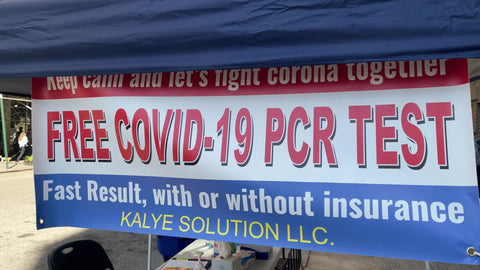 Keep calm and let's fight corona together
FREE COVID-19 PCR TEST
Fast Result, with or without insurance
KALYE SOLUTION LLC.